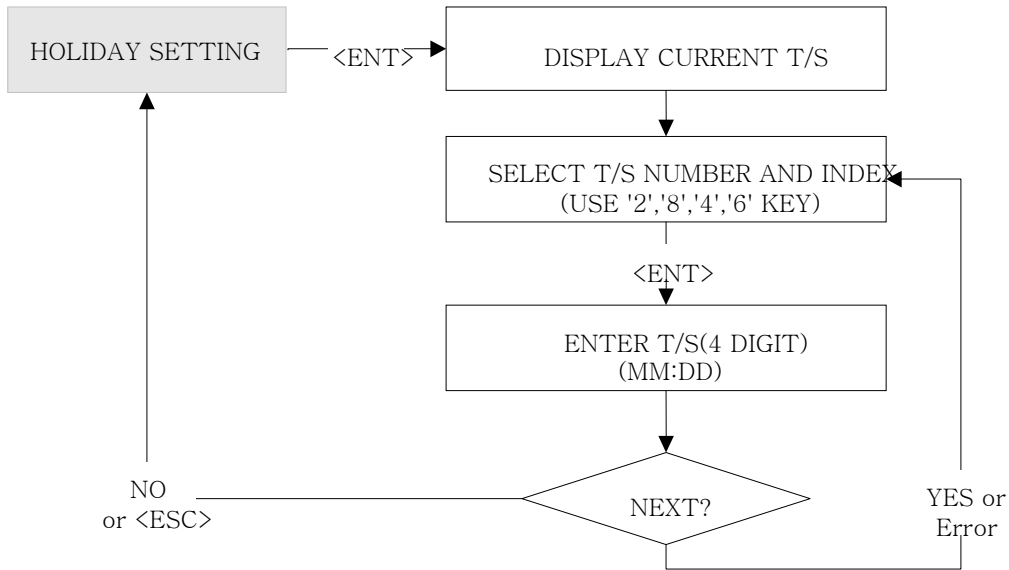 HOLIDAY SETTING
<ENT>
DISPLAY CURRENT T/S
SELECT T/S NUMBER AND INDEX
(USE '2','8','4','6' KEY)
<ENT>
ENTER T/S(4 DIGIT)
(MM:DD)
NEXT?
NO
or <ESC>
YES or
Error